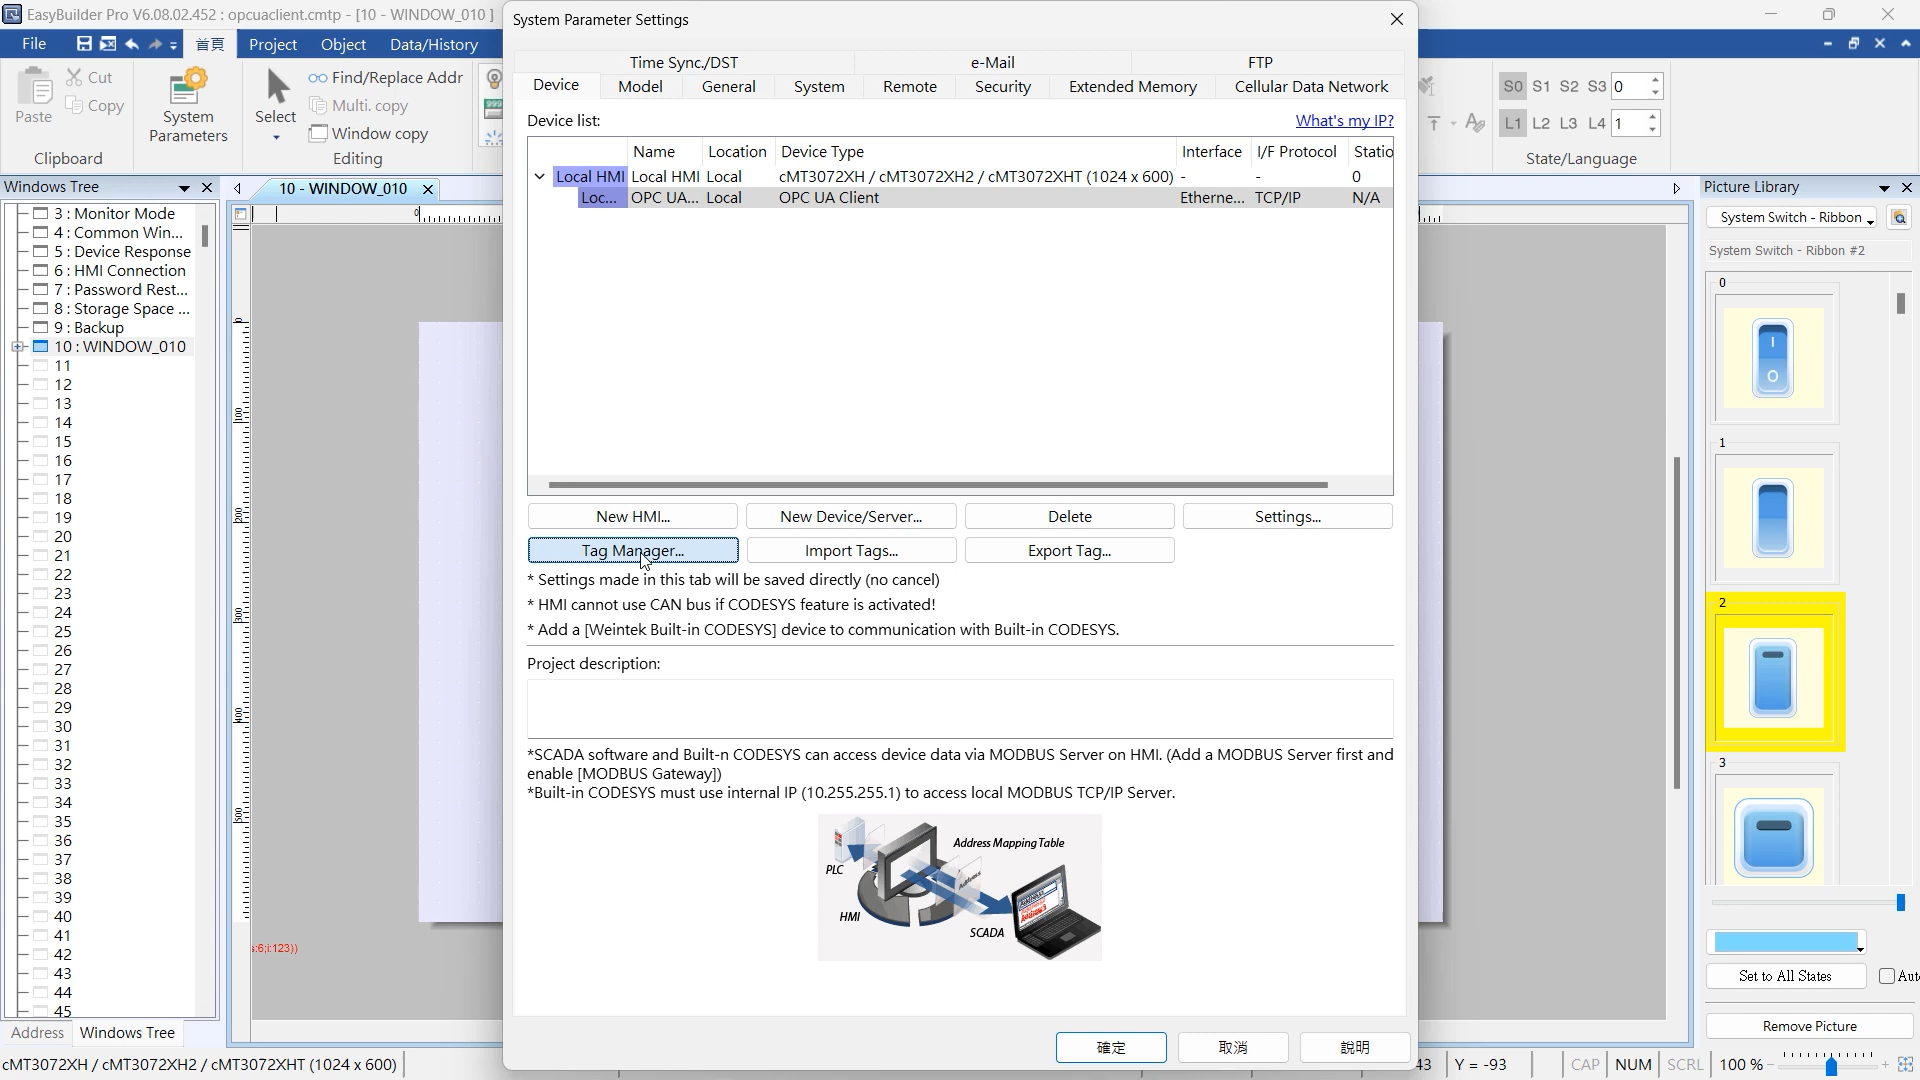 EasyBuilder Pro V6.08.02.452 : opcuaclient.cmtp - [10 - WINDOW_010 ]
File
首頁
Project
Object
Data/History
Paste
Cut
Copy
Clipboard
System
Parameters
Select
Find/Replace Addr
Multi. copy
Window copy
Editing
S0 S1 S2 S3 0
L1 L2 L3 L4 1
State/Language
Windows Tree
3 : Monitor Mode
4 : Common Win...
5 : Device Response
6 : HMI Connection
7 : Password Rest...
8 : Storage Space ...
9 : Backup
10 : WINDOW_010
11
12
13
14
15
16
17
18
19
20
21
22
23
24
25
26
27
28
29
30
31
32
33
34
35
36
37
38
39
40
41
42
43
44
45
Address
Windows Tree
10 - WINDOW_010
0
0
100
200
300
400
500
s:6;i:123))
System Parameter Settings
Time Sync./DST
e-Mail
FTP
Device
Model
General
System
Remote
Security
Extended Memory
Cellular Data Network
Device list:
What's my IP?
Name Location Device Type Interface I/F Protocol Statio
Local HMI Local HMI Local cMT3072XH / cMT3072XH2 / cMT3072XHT (1024 x 600) - - 0
Loc... OPC UA... Local OPC UA Client Etherne... TCP/IP N/A
New HMI...
New Device/Server...
Delete
Settings...
Tag Manager...
Import Tags...
Export Tag...
* Settings made in this tab will be saved directly (no cancel)
* HMI cannot use CAN bus if CODESYS feature is activated!
* Add a [Weintek Built-in CODESYS] device to communication with Built-in CODESYS.
Project description:
*SCADA software and Built-n CODESYS can access device data via MODBUS Server on HMI. (Add a MODBUS Server first and
enable [MODBUS Gateway])
*Built-in CODESYS must use internal IP (10.255.255.1) to access local MODBUS TCP/IP Server.
Address Mapping Table
PLC
Address
HMI
SCADA
確定
取消
說明
Picture Library
System Switch - Ribbon
System Switch - Ribbon #2
0
I
O
1
2
3
Set to All States
Aut
Remove Picture
cMT3072XH / cMT3072XH2 / cMT3072XHT (1024 x 600)
43
Y = -93
CAP
NUM
SCRL
100 %